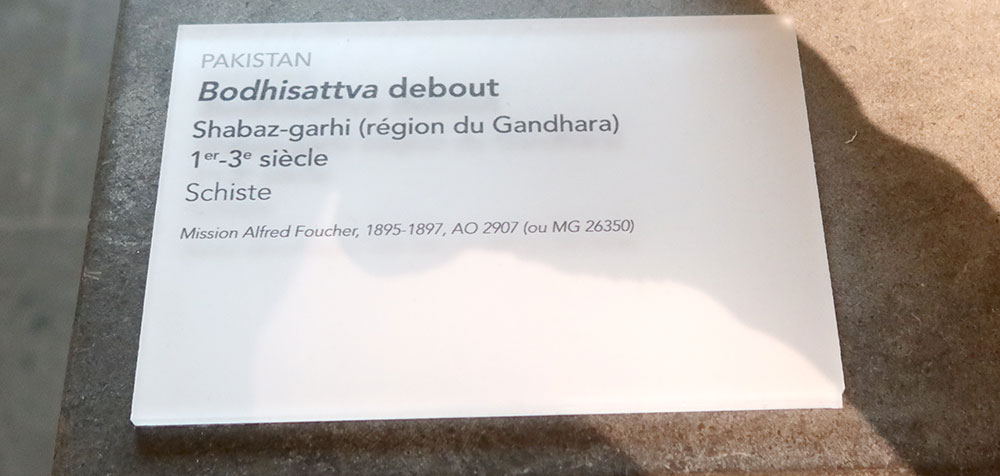 PAKISTAN
Bodhisattva debout
Shabaz-garhi (région du Gandhara)
1er-3e siècle
Schiste
Mission Alfred Foucher, 1895-1897, AO 2907 (ou MG 26350)